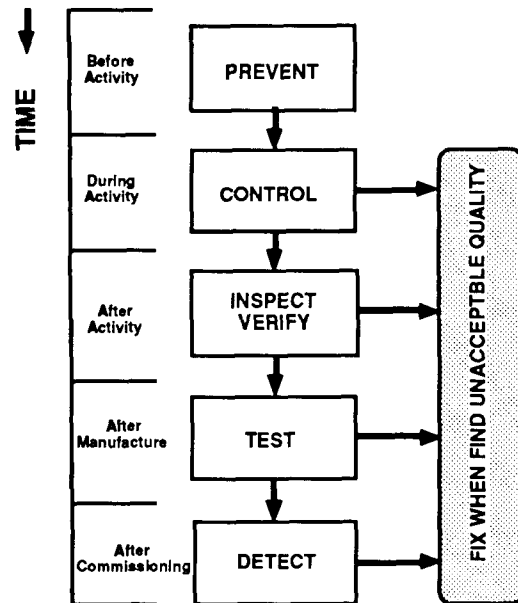 TIME
Before
Activity
PREVENT
During
Activity
CONTROL
After
Activity
INSPECT
VERIFY
After
Manufacture
TEST
After
Commissioning
DETECT
FIX WHEN FIND UNACCEPTBLE QUALITY